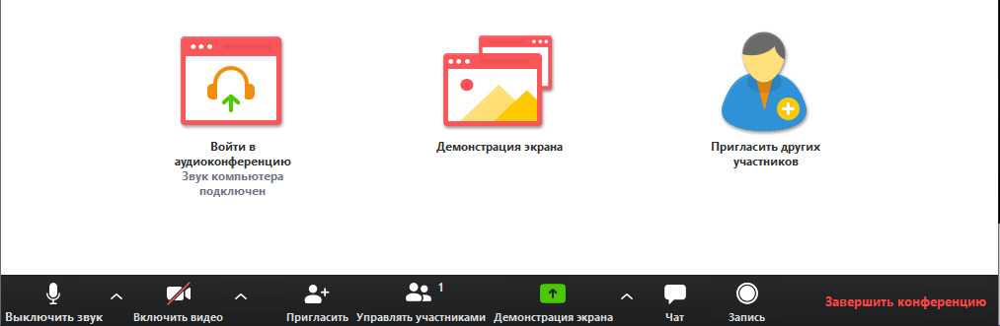 Войти в
аудиоконференцию
Звук компьютера
подключен
Демонстрация экрана
Пригласить других
участников
Выключить звук
Включить видео
Пригласить
1
Управлять участниками
Демонстрация экрана
Чат
Запись
Завершить конференцию